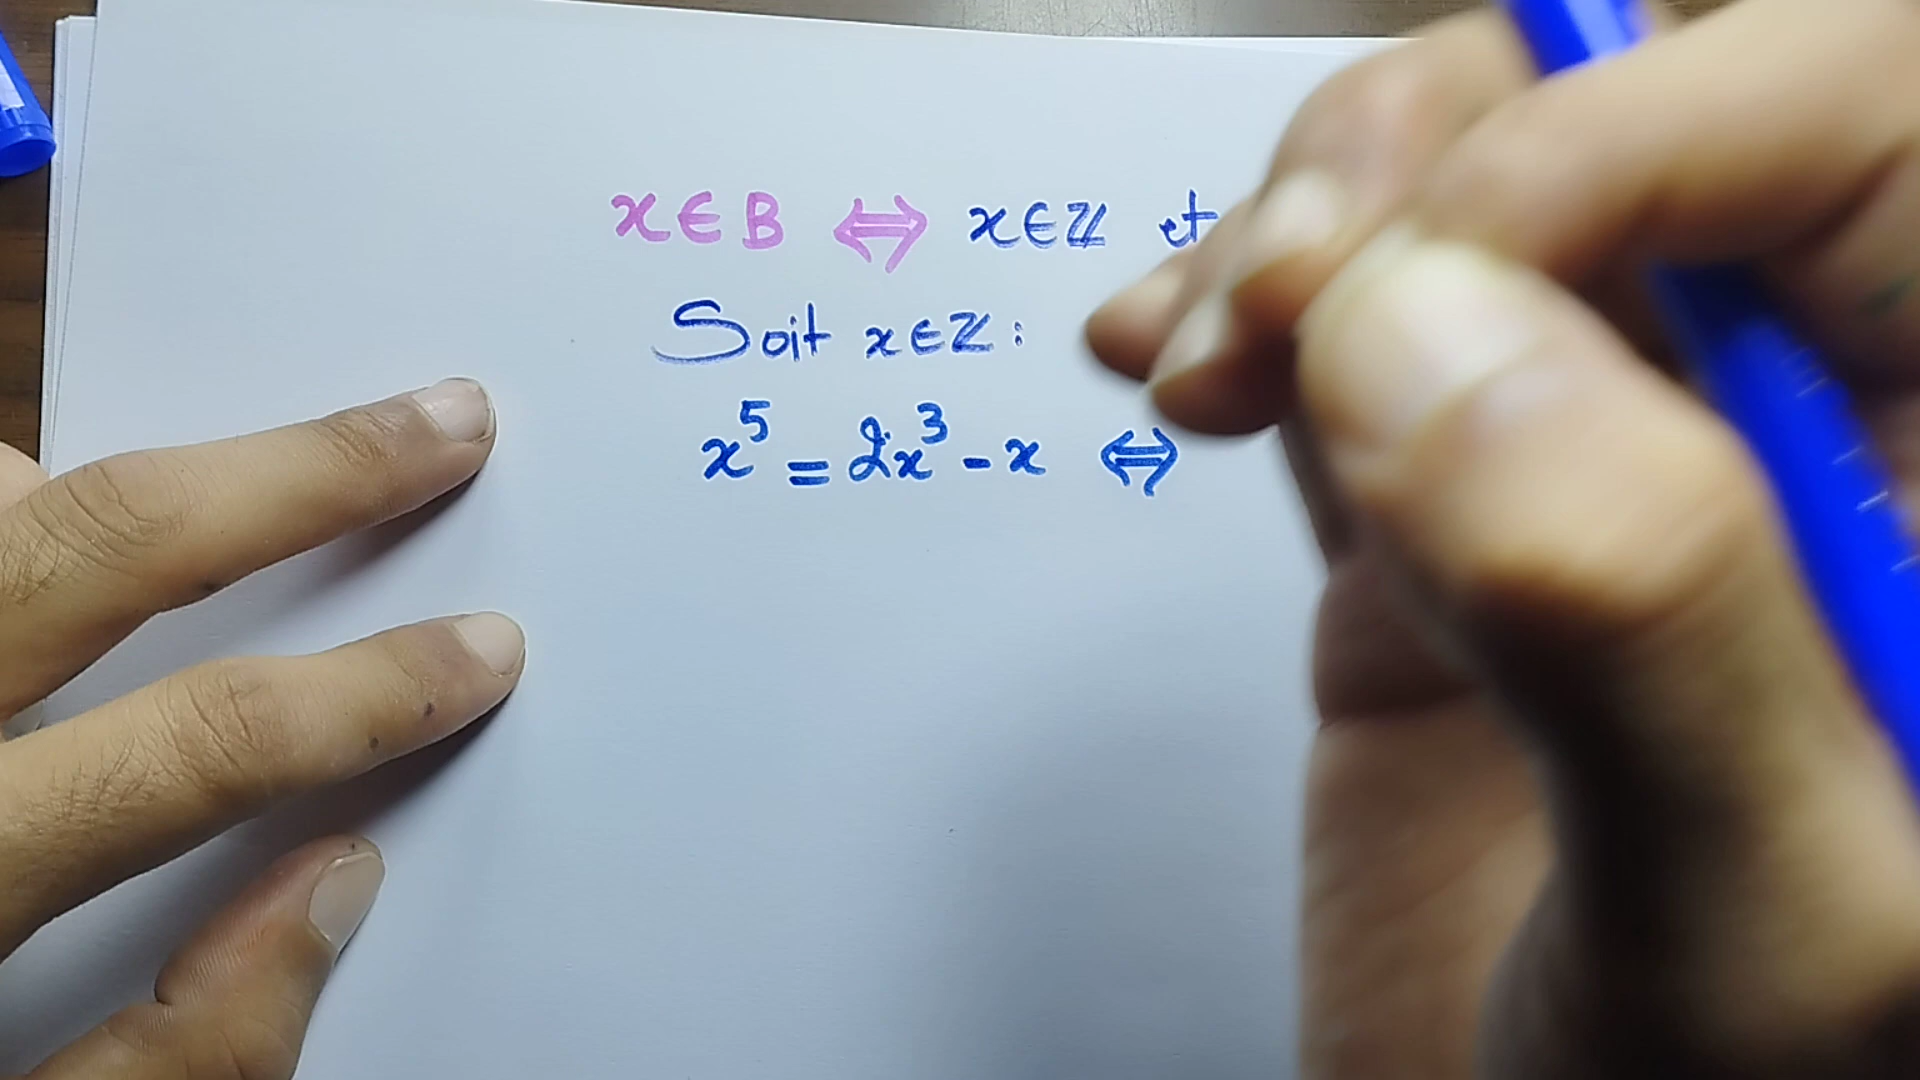 x ∈ B ⇔ x ∈ ℤ et
Soit x ∈ ℤ :
x⁵ = 2x³ - x ⇔